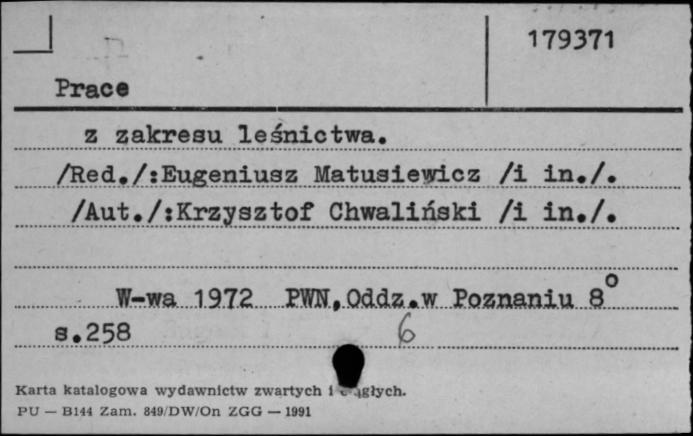 179371
Prace
z zakresu leśnictwa.
/Red./:Eugeniusz Matusiewicz /i in./.
/Aut./:Krzysztof Chwaliński /i in./.
W-wa 1972 PWN,Oddz.w Poznaniu 8°
s.258 6
Karta katalogowa wydawnictw zwartych i
PU — B144 Zam. 849/DW/On ZGG — 1991